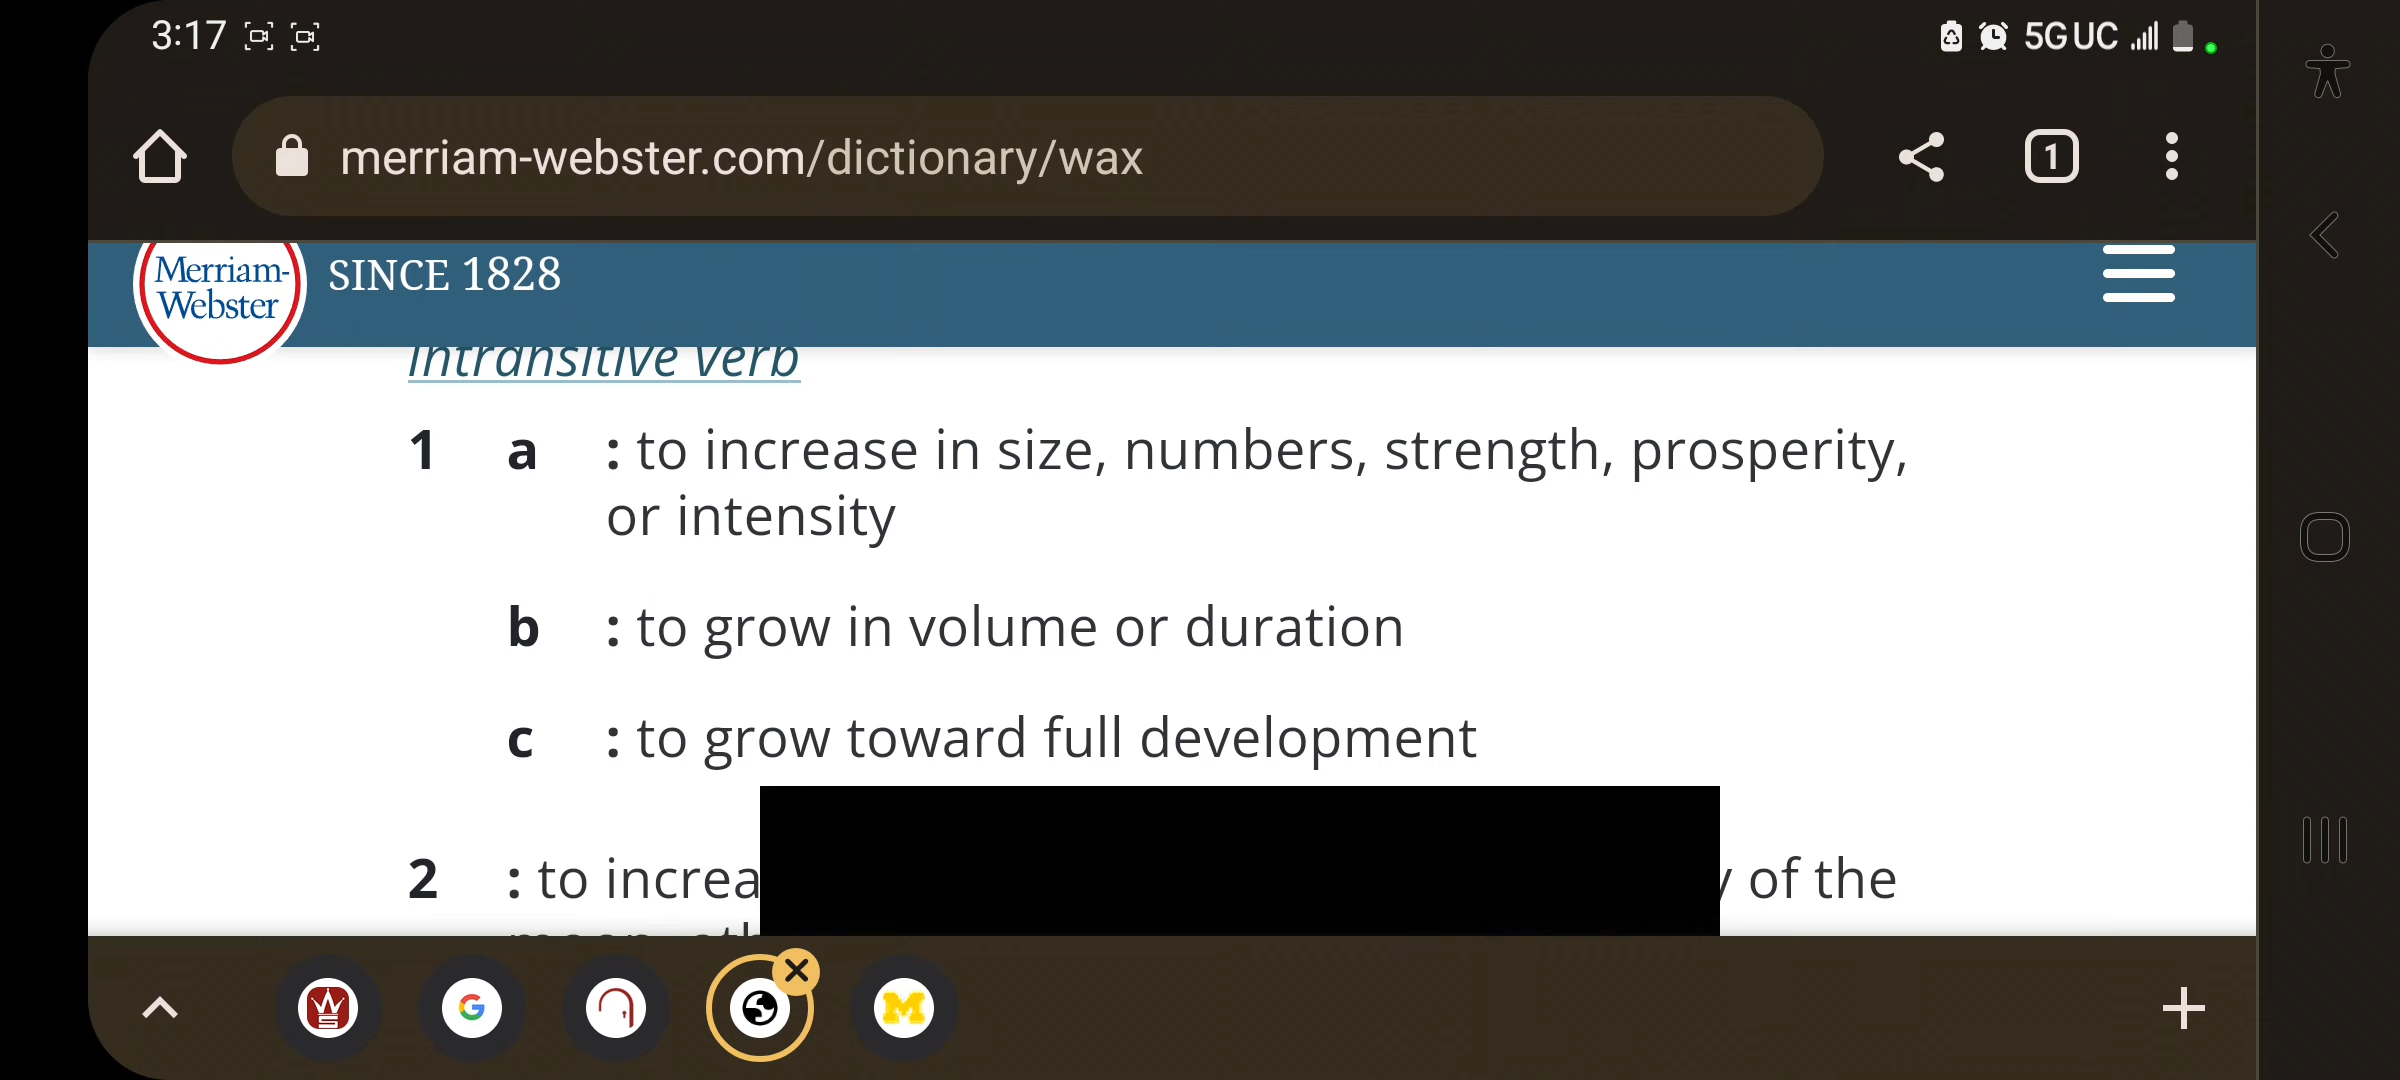 3:17
5G UC
merriam-webster.com/dictionary/wax
1
Merriam-
Webster
SINCE 1828
intransitive verb
1 a : to increase in size, numbers, strength, prosperity,
or intensity
b : to grow in volume or duration
c : to grow toward full development
2 : to increa
of the